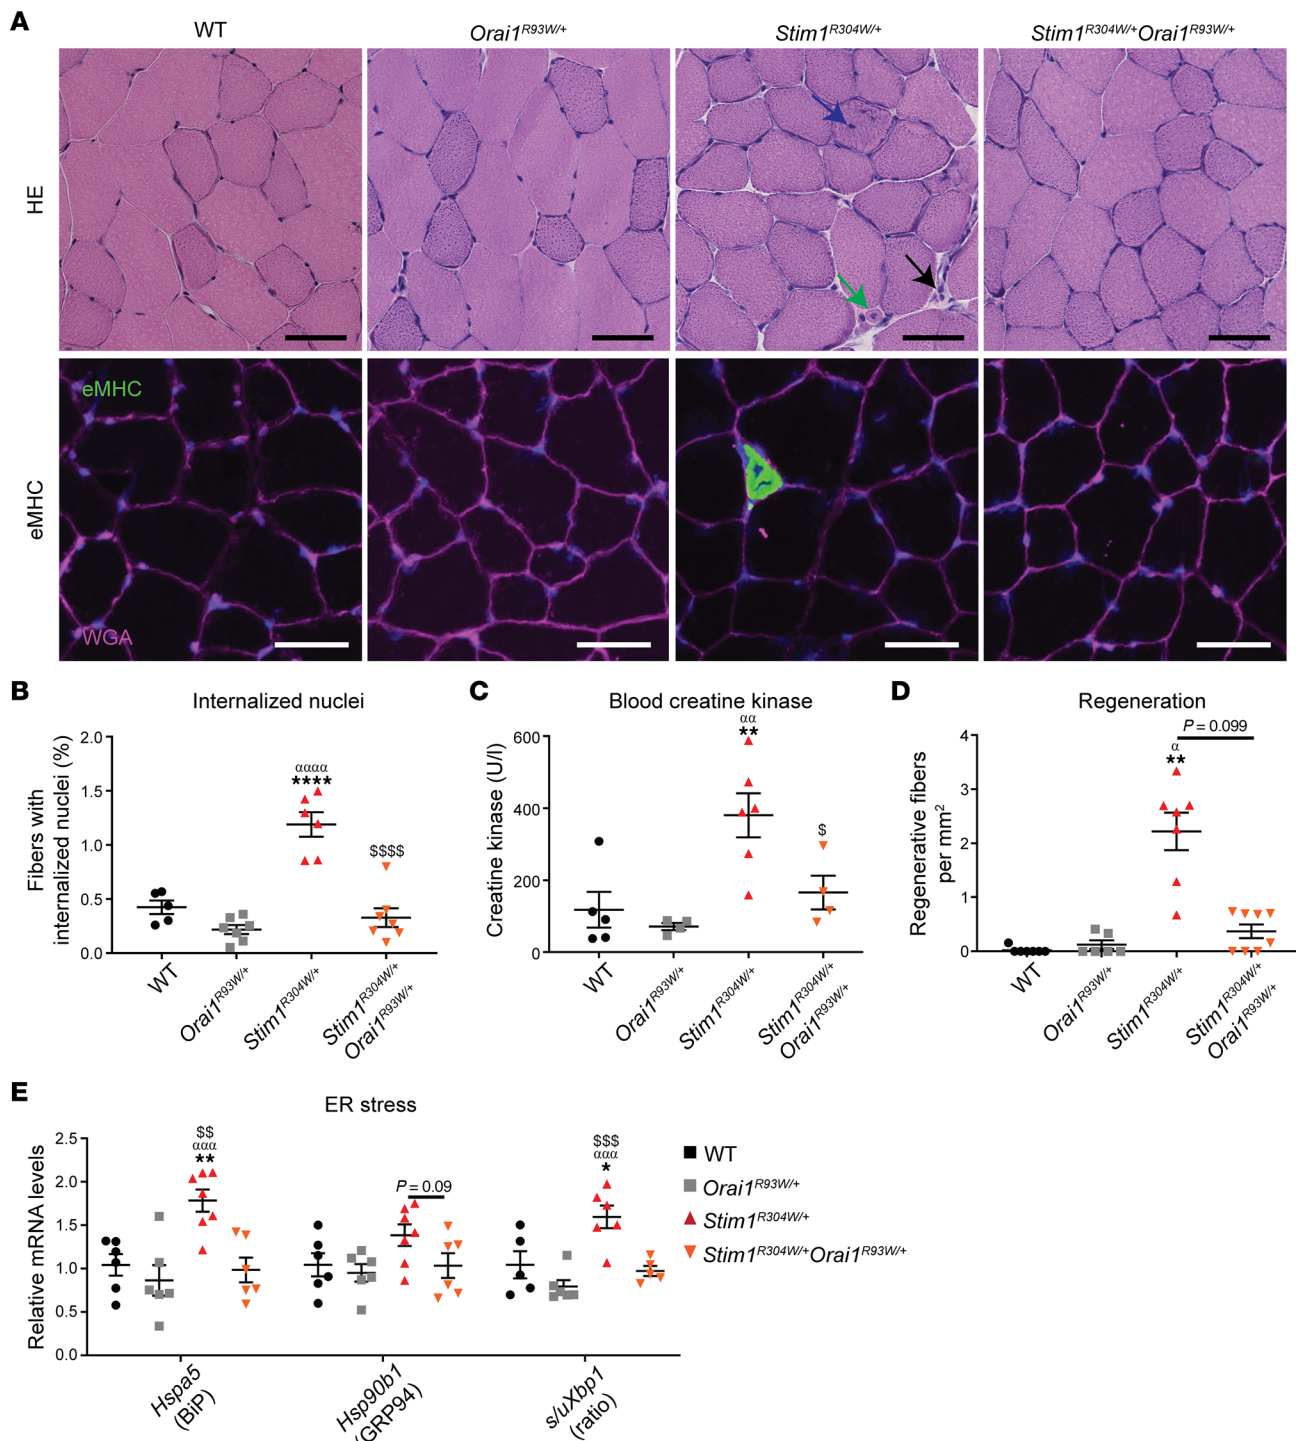 A
WT
Orai1R93W/+
Stim1R304W/+
Stim1R304W/+Orai1R93W/+
HE
eMHC
eMHC
WGA
B
Internalized nuclei
Fibers with
internalized nuclei (%)
2.0
1.5
1.0
0.5
0.0
αααα
****
$$$$
WT
Orai1R93W/+
Stim1R304W/+
Stim1R304W/+
Orai1R93W/+
C
Blood creatine kinase
Creatine kinase (U/l)
600
400
200
0
αα
**
$
WT
Orai1R93W/+
Stim1R304W/+
Stim1R304W/+
Orai1R93W/+
D
Regeneration
Regenerative fibers
per mm2
4
3
2
1
0
α
**
P = 0.099
WT
Orai1R93W/+
Stim1R304W/+
Stim1R304W/+
Orai1R93W/+
E
ER stress
Relative mRNA levels
2.5
2.0
1.5
1.0
0.5
0.0
$$
ααα
**
P = 0.09
$$$
ααα
*
Hspa5
(BiP)
Hsp90b1
(GRP94)
s/uXbp1
(ratio)
WT
Orai1R93W/+
Stim1R304W/+
Stim1R304W/+Orai1R93W/+